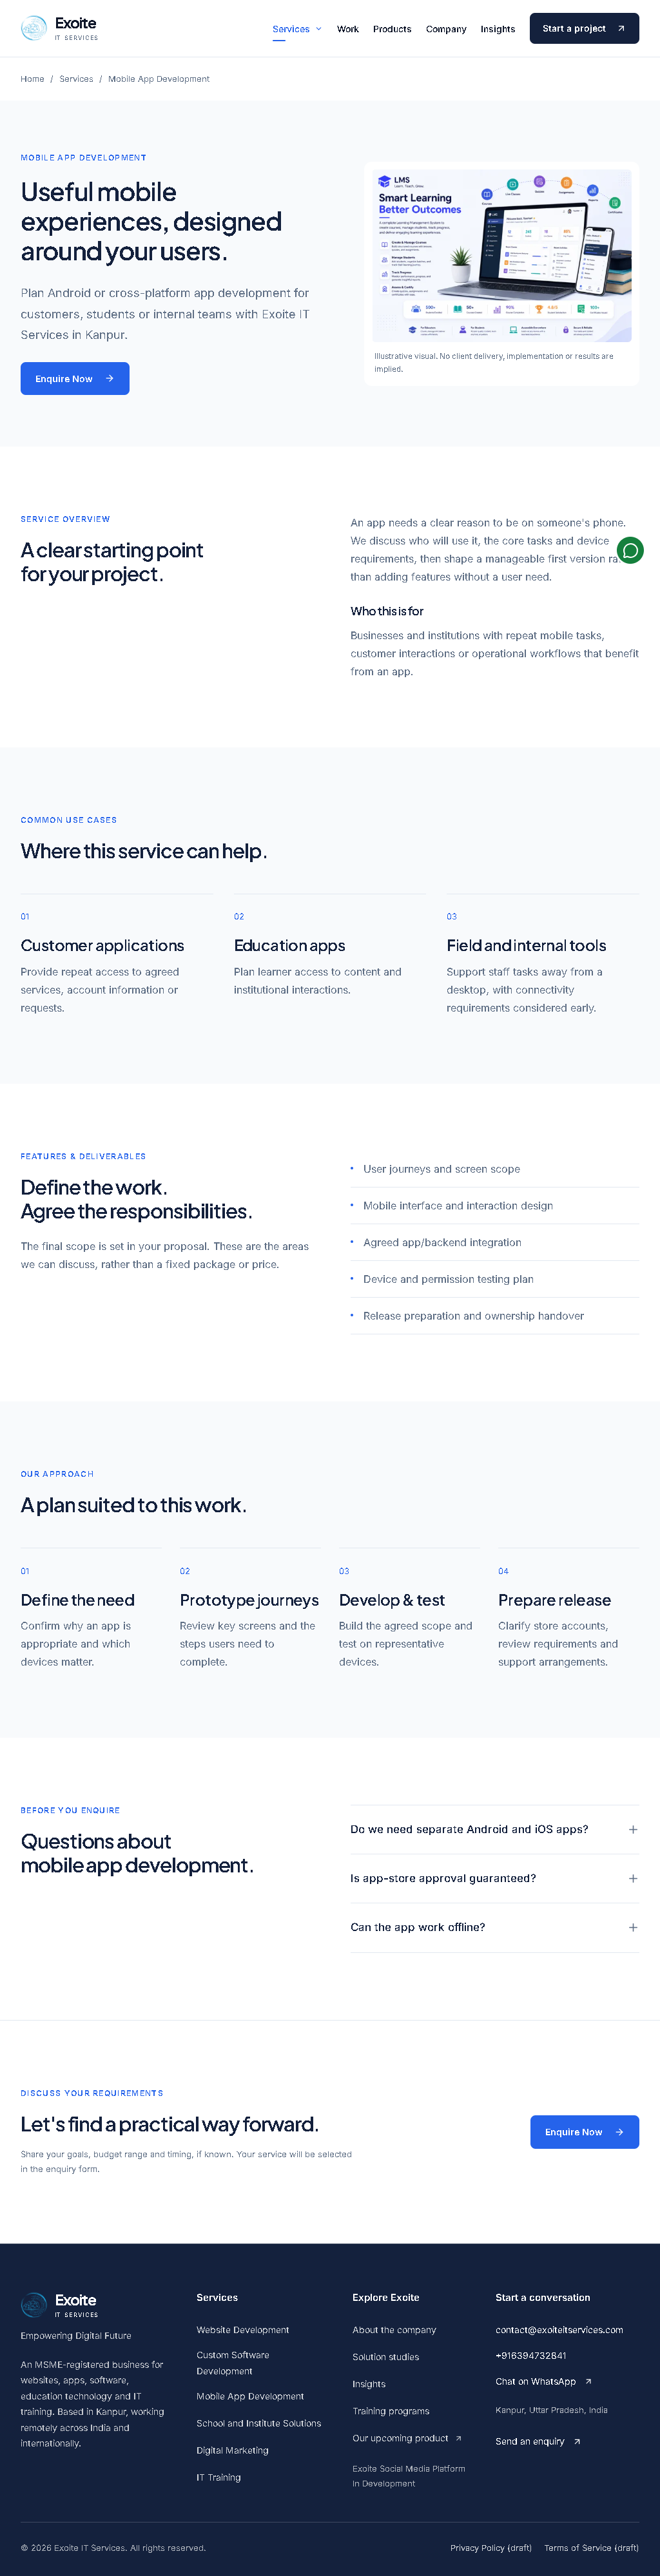 Exoite
IT SERVICES
Services
Work
Products
Company
Insights
Start a project
Home / Services / Mobile App Development
MOBILE APP DEVELOPMENT
Useful mobile
experiences, designed
around your users.
Plan Android or cross-platform app development for
customers, students or internal teams with Exoite IT
Services in Kanpur.
Enquire Now
LMS
Learn. Teach. Grow.
Smart Learning
Better Outcomes
Illustrative visual. No client delivery, implementation or results are
implied.
SERVICE OVERVIEW
A clear starting point
for your project.
An app needs a clear reason to be on someone's phone.
We discuss who will use it, the core tasks and device
requirements, then shape a manageable first version
than adding features without a user need.
Who this is for
Businesses and institutions with repeat mobile tasks,
customer interactions or operational workflows that benefit
from an app.
COMMON USE CASES
Where this service can help.
01
Customer applications
Provide repeat access to agreed
services, account information or
requests.
02
Education apps
Plan learner access to content and
institutional interactions.
03
Field and internal tools
Support staff tasks away from a
desktop, with connectivity
requirements considered early.
FEATURES & DELIVERABLES
Define the work.
Agree the responsibilities.
The final scope is set in your proposal. These are the areas
we can discuss, rather than a fixed package or price.
User journeys and screen scope
Mobile interface and interaction design
Agreed app/backend integration
Device and permission testing plan
Release preparation and ownership handover
OUR APPROACH
A plan suited to this work.
01
Define the need
Confirm why an app is
appropriate and which
devices matter.
02
Prototype journeys
Review key screens and the
steps users need to
complete.
03
Develop & test
Build the agreed scope and
test on representative
devices.
04
Prepare release
Clarify store accounts,
review requirements and
support arrangements.
BEFORE YOU ENQUIRE
Questions about
mobile app development.
Do we need separate Android and iOS apps?
Is app-store approval guaranteed?
Can the app work offline?
DISCUSS YOUR REQUIREMENTS
Let's find a practical way forward.
Share your goals, budget range and timing, if known. Your service will be selected
in the enquiry form.
Enquire Now
Exoite
IT SERVICES
Empowering Digital Future
An MSME-registered business for
websites, apps, software,
education technology and IT
training. Based in Kanpur, working
remotely across India and
internationally.
Services
Website Development
Custom Software
Development
Mobile App Development
School and Institute Solutions
Digital Marketing
IT Training
Explore Exoite
About the company
Solution studies
Insights
Training programs
Our upcoming product
Exoite Social Media Platform
In Development
Start a conversation
contact@exoiteitservices.com
+916394732841
Chat on WhatsApp
Kanpur, Uttar Pradesh, India
Send an enquiry
© 2026 Exoite IT Services. All rights reserved.
Privacy Policy (draft)
Terms of Service (draft)